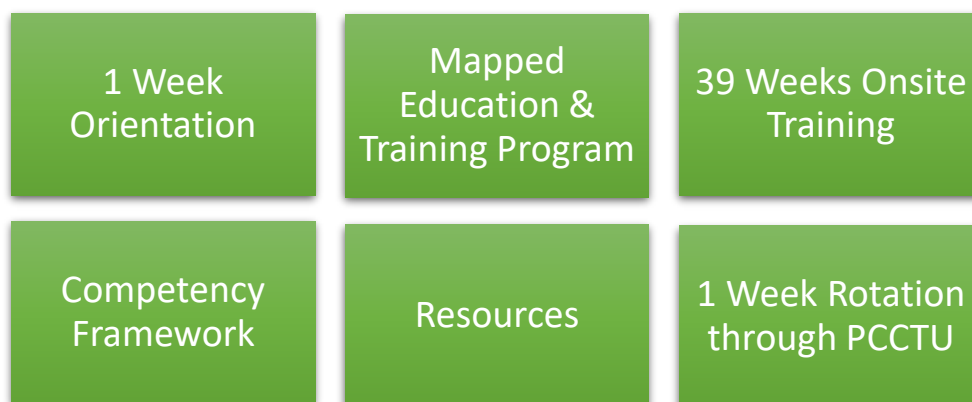 1 Week
Orientation
Mapped
Education &
Training Program
39 Weeks Onsite
Training
Competency
Framework
Resources
1 Week Rotation
through PCCTU